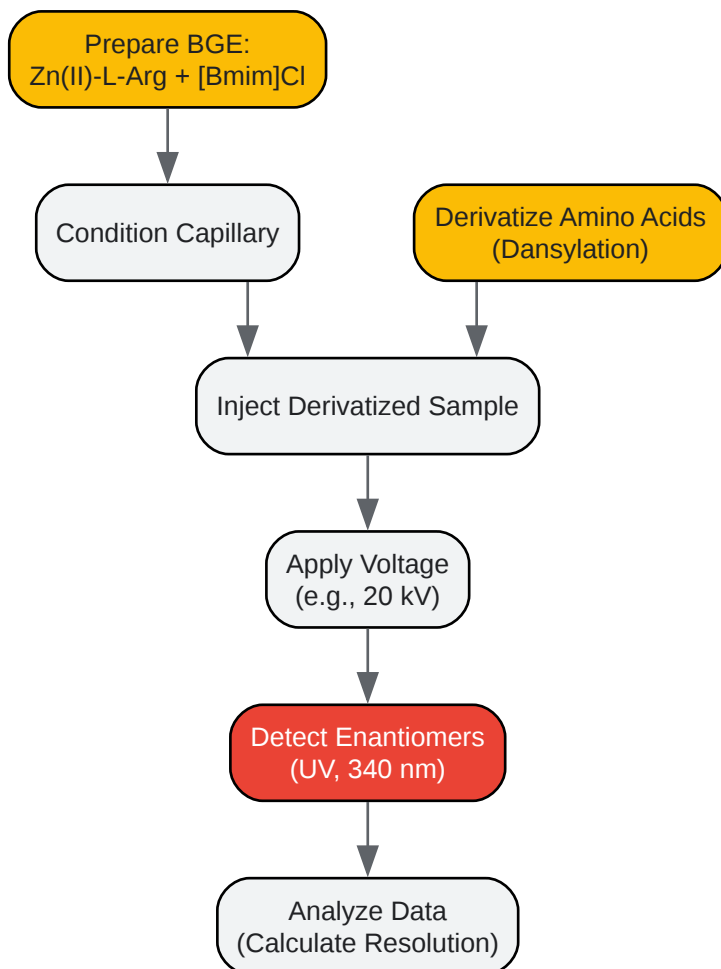 Prepare BGE:
Zn(II)-L-Arg + [Bmim]Cl
Condition Capillary
Derivatize Amino Acids
(Dansylation)
Inject Derivatized Sample
Apply Voltage
(e.g., 20 kV)
Detect Enantiomers
(UV, 340 nm)
Analyze Data
(Calculate Resolution)